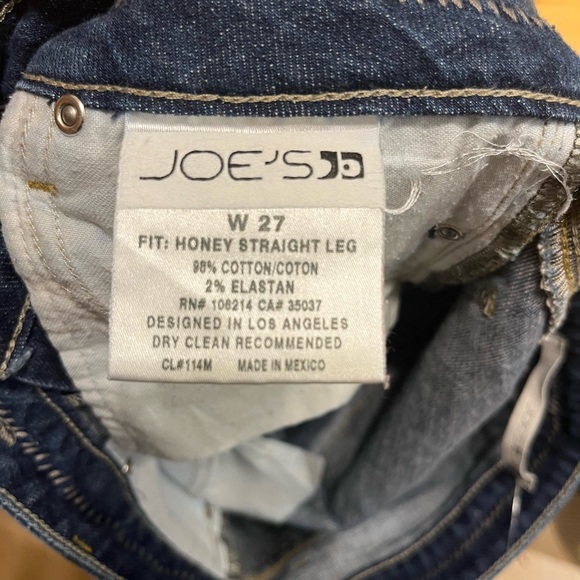 JOE'S
W 27
FIT: HONEY STRAIGHT LEG
98% COTTON/COTON
2% ELASTAN
RN# 106214 CA# 35037
DESIGNED IN LOS ANGELES
DRY CLEAN RECOMMENDED
CL#114M MADE IN MEXICO